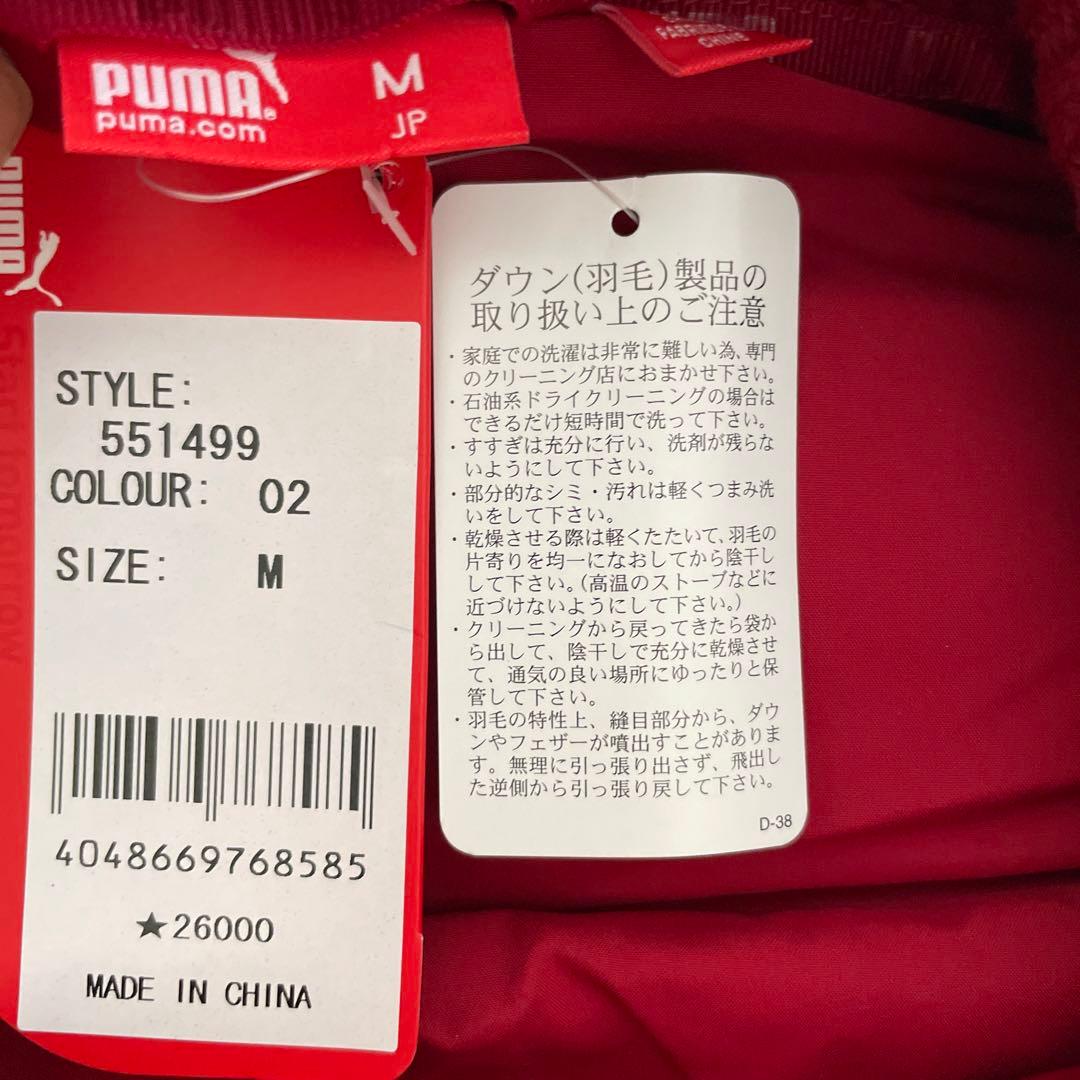 PUMA®
puma.com
M
JP
CHINA
PUMA
STYLE:
551499
COLOUR: 02
SIZE: M
4048669768585
★26000
MADE IN CHINA
ダウン(羽毛)製品の
取り扱い上のご注意
・家庭での洗濯は非常に難しい為、専門
のクリーニング店におまかせ下さい。
・石油系ドライクリーニングの場合は
できるだけ短時間で洗って下さい。
・すすぎは充分に行い、洗剤が残らな
いようにして下さい。
・部分的なシミ・汚れは軽くつまみ洗
いをして下さい。
・乾燥させる際は軽くたたいて、羽毛の
片寄りを均一になおしてから陰干し
して下さい。(高温のストーブなどに
近づけないようにして下さい。)
・クリーニングから戻ってきたら袋か
ら出して、陰干しで充分に乾燥させ
て、通気の良い場所にゆったりと保
管して下さい。
・羽毛の特性上、縫目部分から、ダウ
ンやフェザーが噴出すことがありま
す。無理に引っ張り出さず、飛出し
た逆側から引っ張り戻して下さい。
D-38